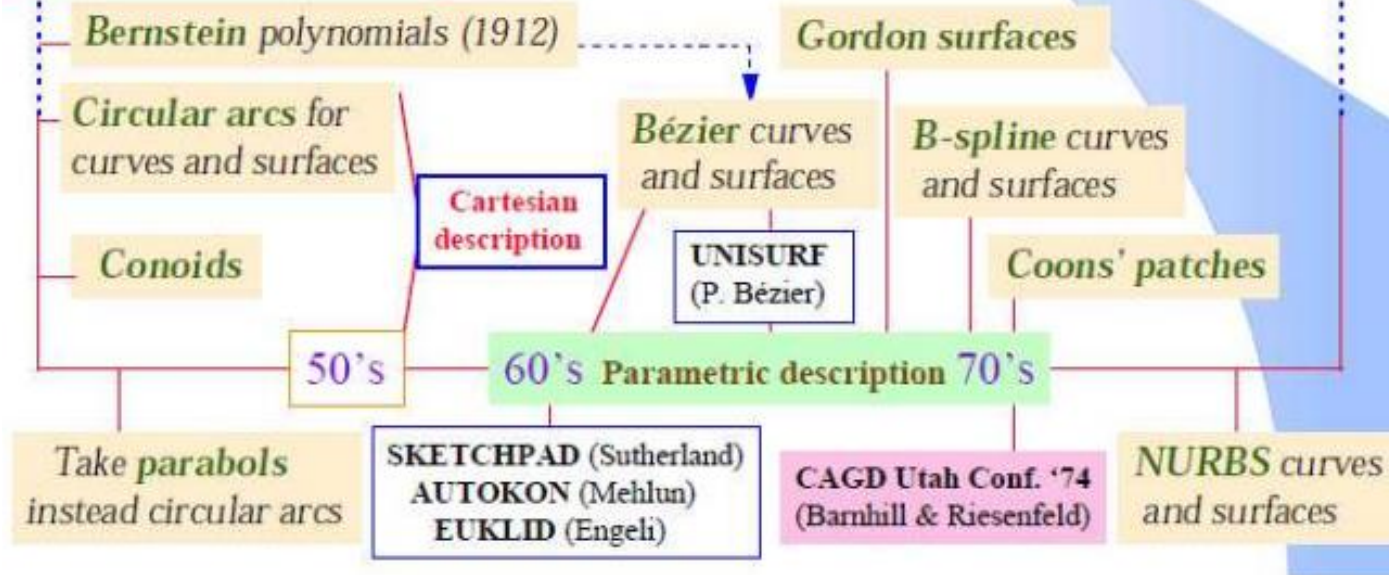 Bernstein polynomials (1912)
Gordon surfaces
Circular arcs for
curves and surfaces
Bézier curves
and surfaces
B-spline curves
and surfaces
Cartesian
description
UNISURF
(P. Bézier)
Conoids
Coons' patches
50's
60's Parametric description 70's
Take parabols
instead circular arcs
SKETCHPAD (Sutherland)
AUTOKON (Mehlun)
EUKLID (Engeli)
CAGD Utah Conf. ‘74
(Barnhill & Riesenfeld)
NURBS curves
and surfaces